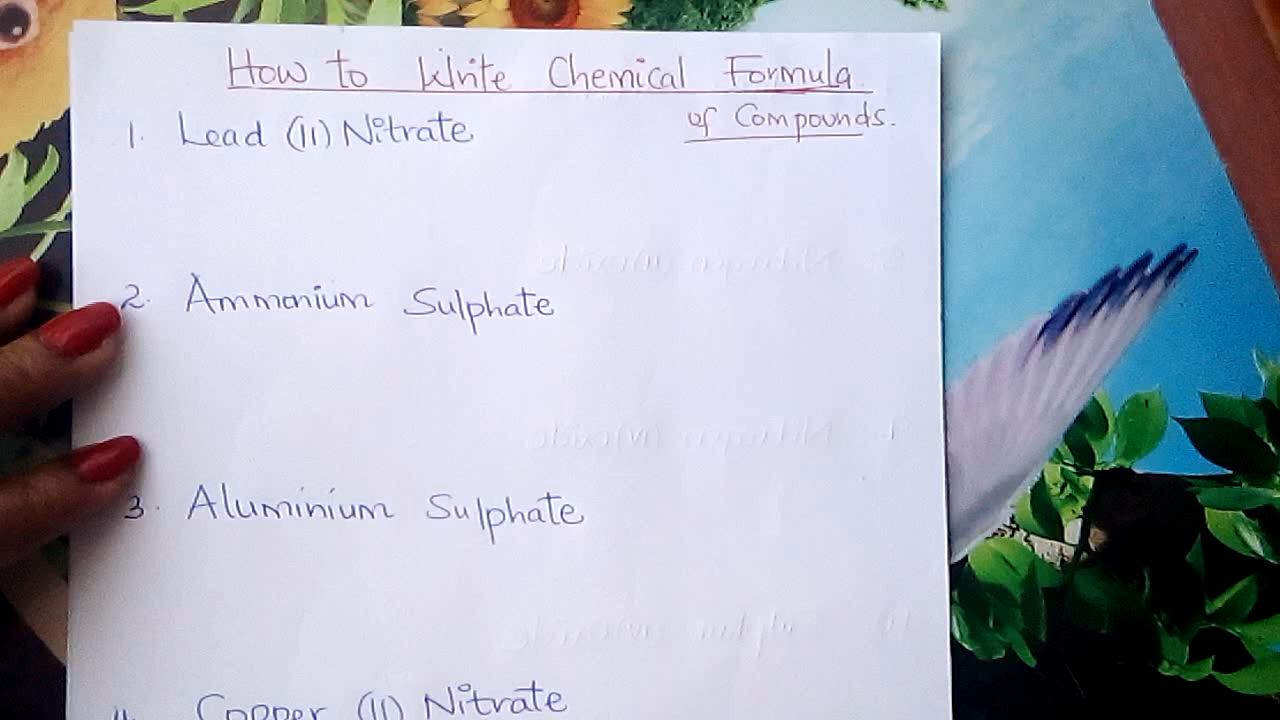 How to Write Chemical Formula
of Compounds.
1. Lead (II) Nitrate
2. Ammonium Sulphate
3. Aluminium Sulphate
Copper (II) Nitrate